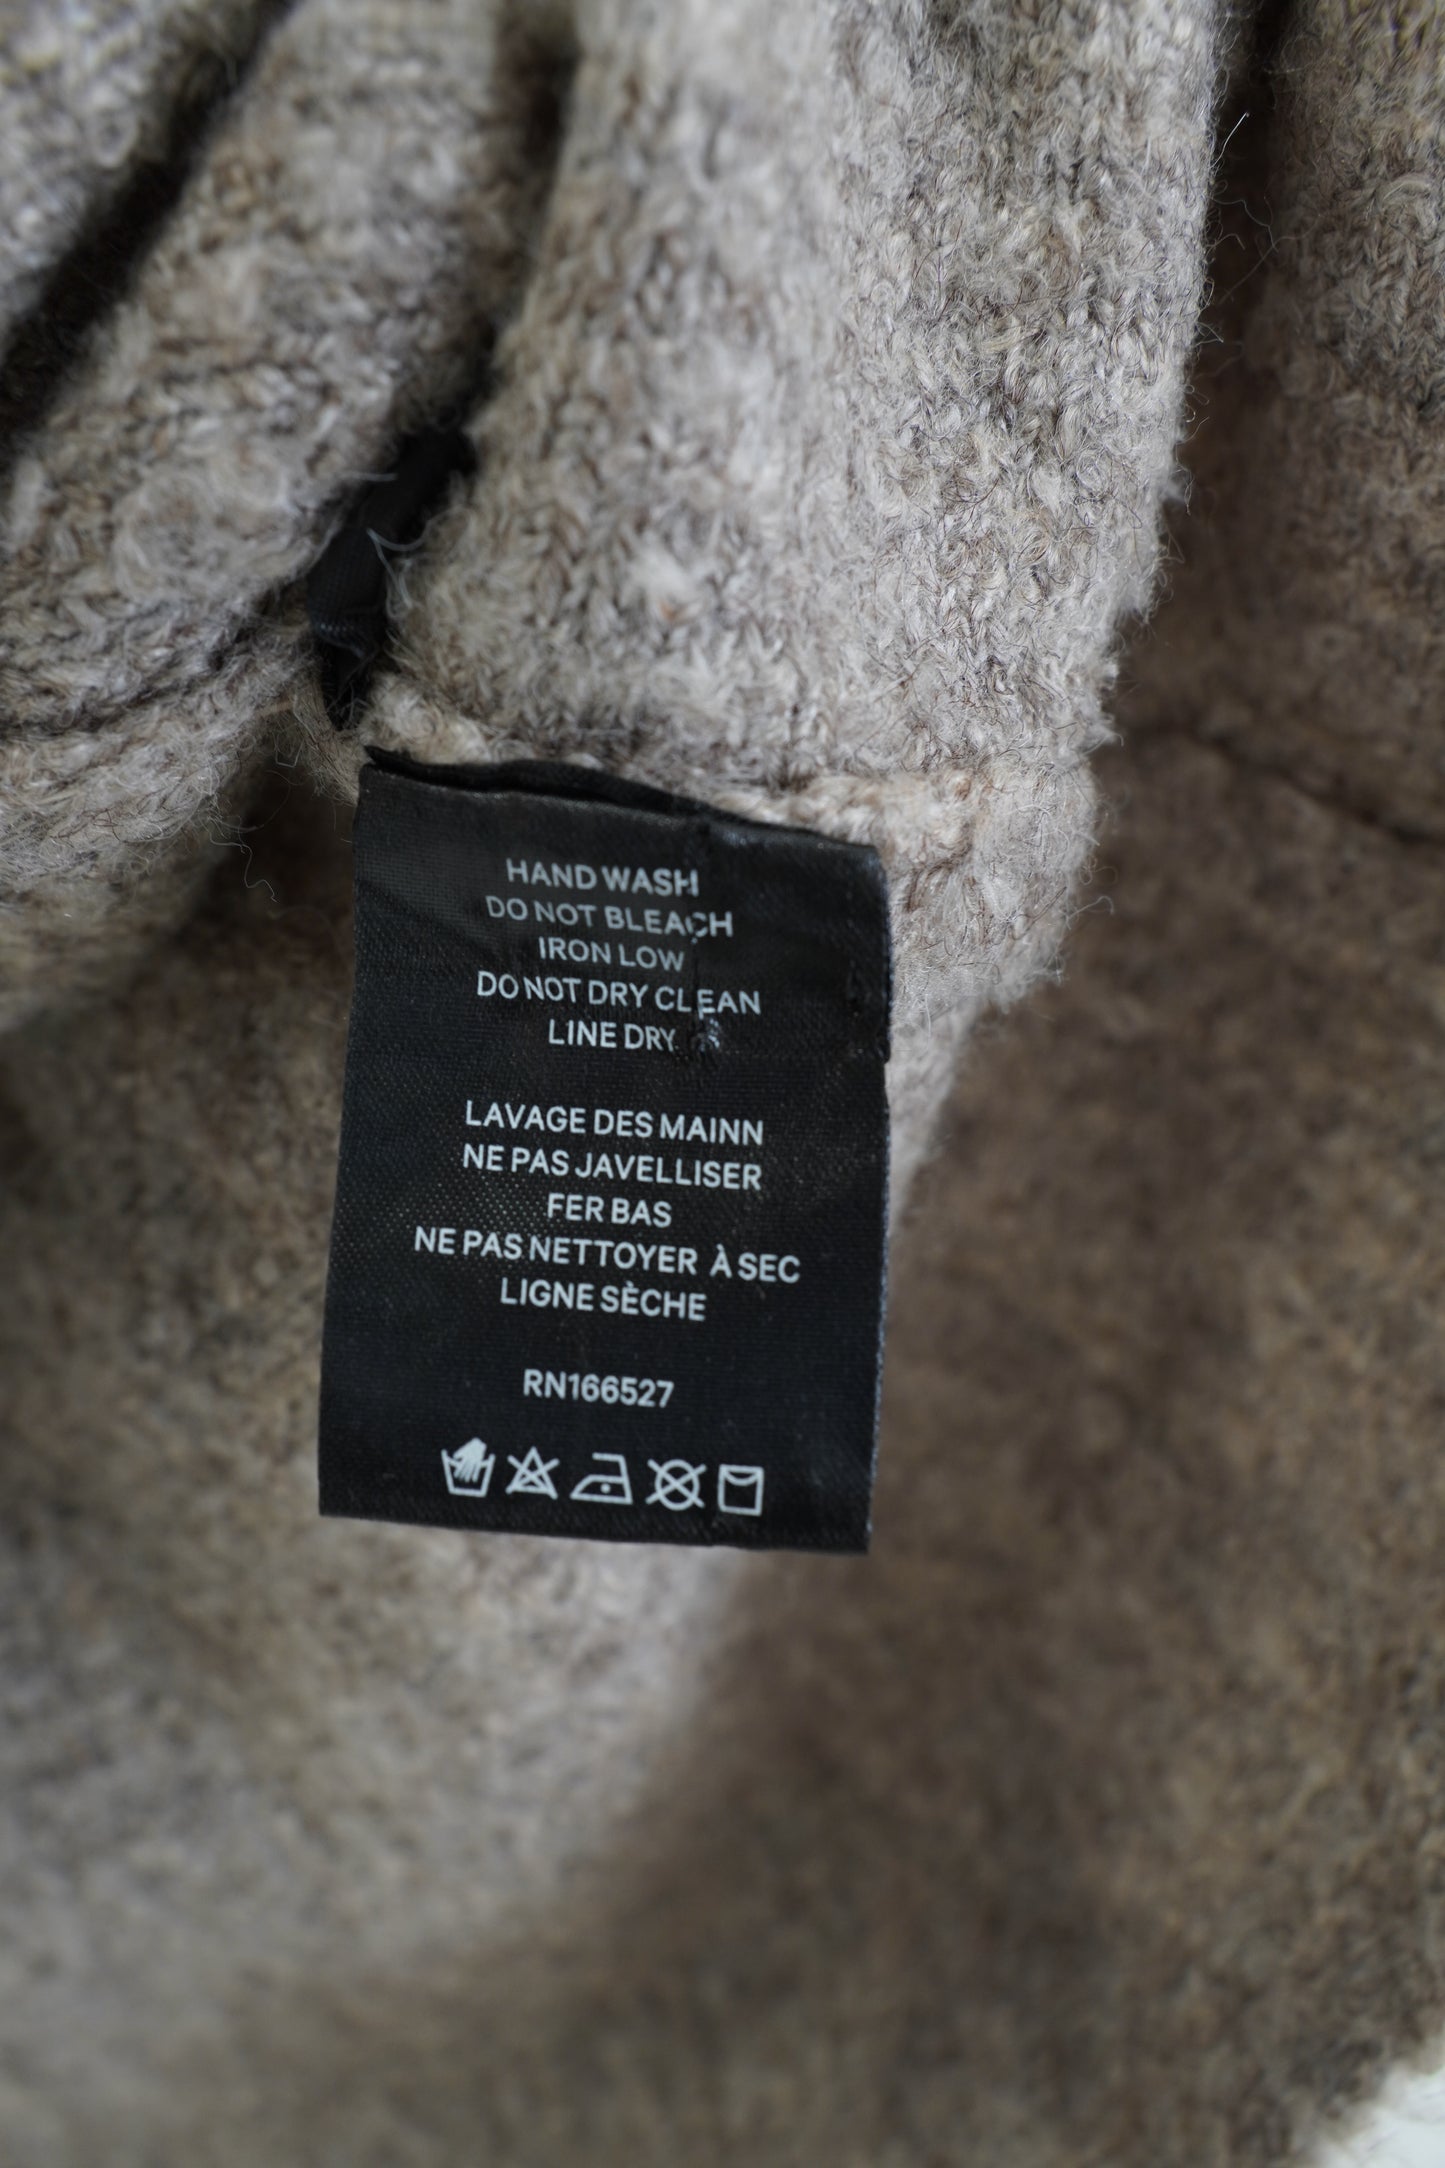 HAND WASH
DO NOT BLEACH
IRON LOW
DO NOT DRY CLEAN
LINE DRY
LAVAGE DES MAINN
NE PAS JAVELLISER
FER BAS
NE PAS NETTOYER À SEC
LIGNE SÈCHE
RN166527